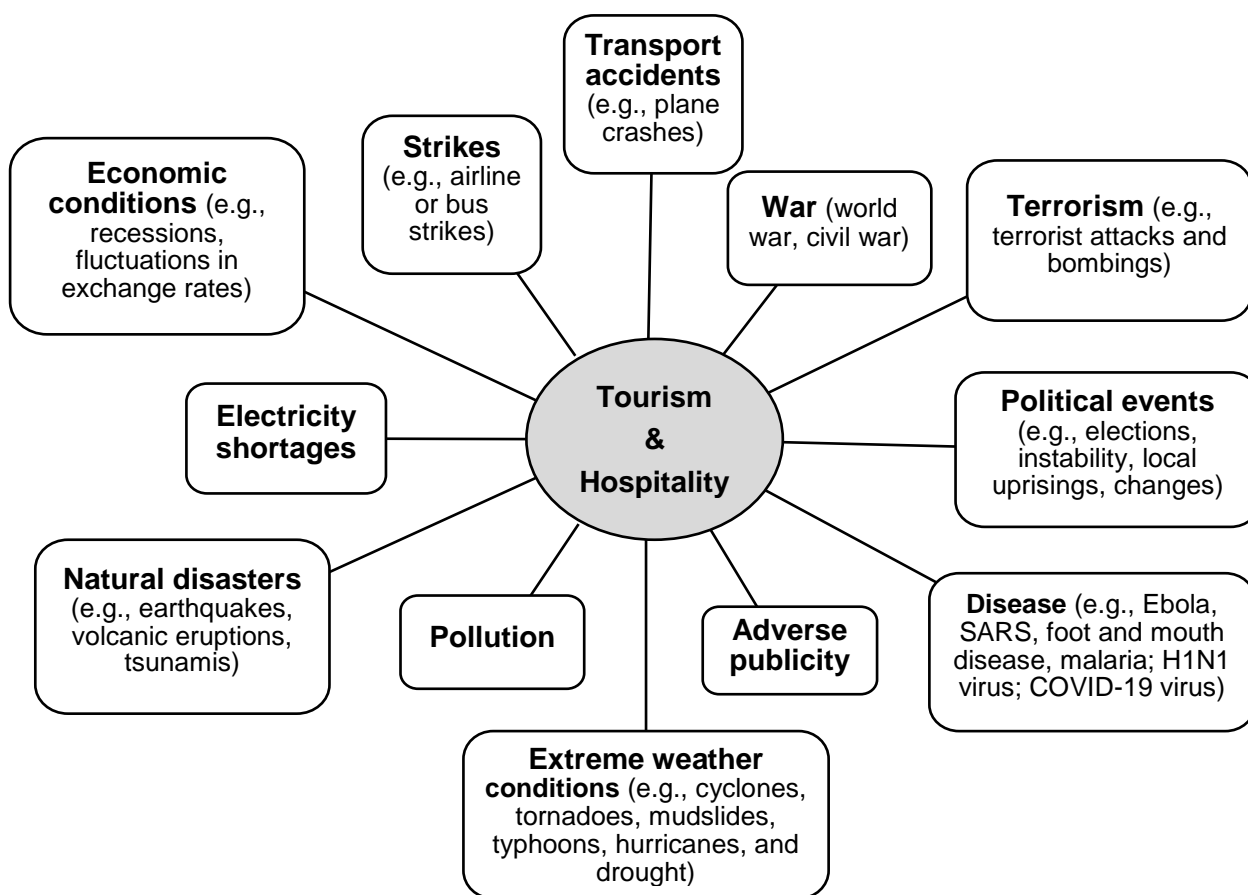 Transport
accidents
(e.g., plane
crashes)
Strikes
(e.g., airline
or bus
strikes)
Economic
conditions (e.g.,
recessions,
fluctuations in
exchange rates)
War (world
war, civil war)
Terrorism (e.g.,
terrorist attacks and
bombings)
Tourism
&
Hospitality
Electricity
shortages
Political events
(e.g., elections,
instability, local
uprisings, changes)
Natural disasters
(e.g., earthquakes,
volcanic eruptions,
tsunamis)
Pollution
Adverse
publicity
Disease (e.g., Ebola,
SARS, foot and mouth
disease, malaria; H1N1
virus; COVID-19 virus)
Extreme weather
conditions (e.g., cyclones,
tornadoes, mudslides,
typhoons, hurricanes, and
drought)